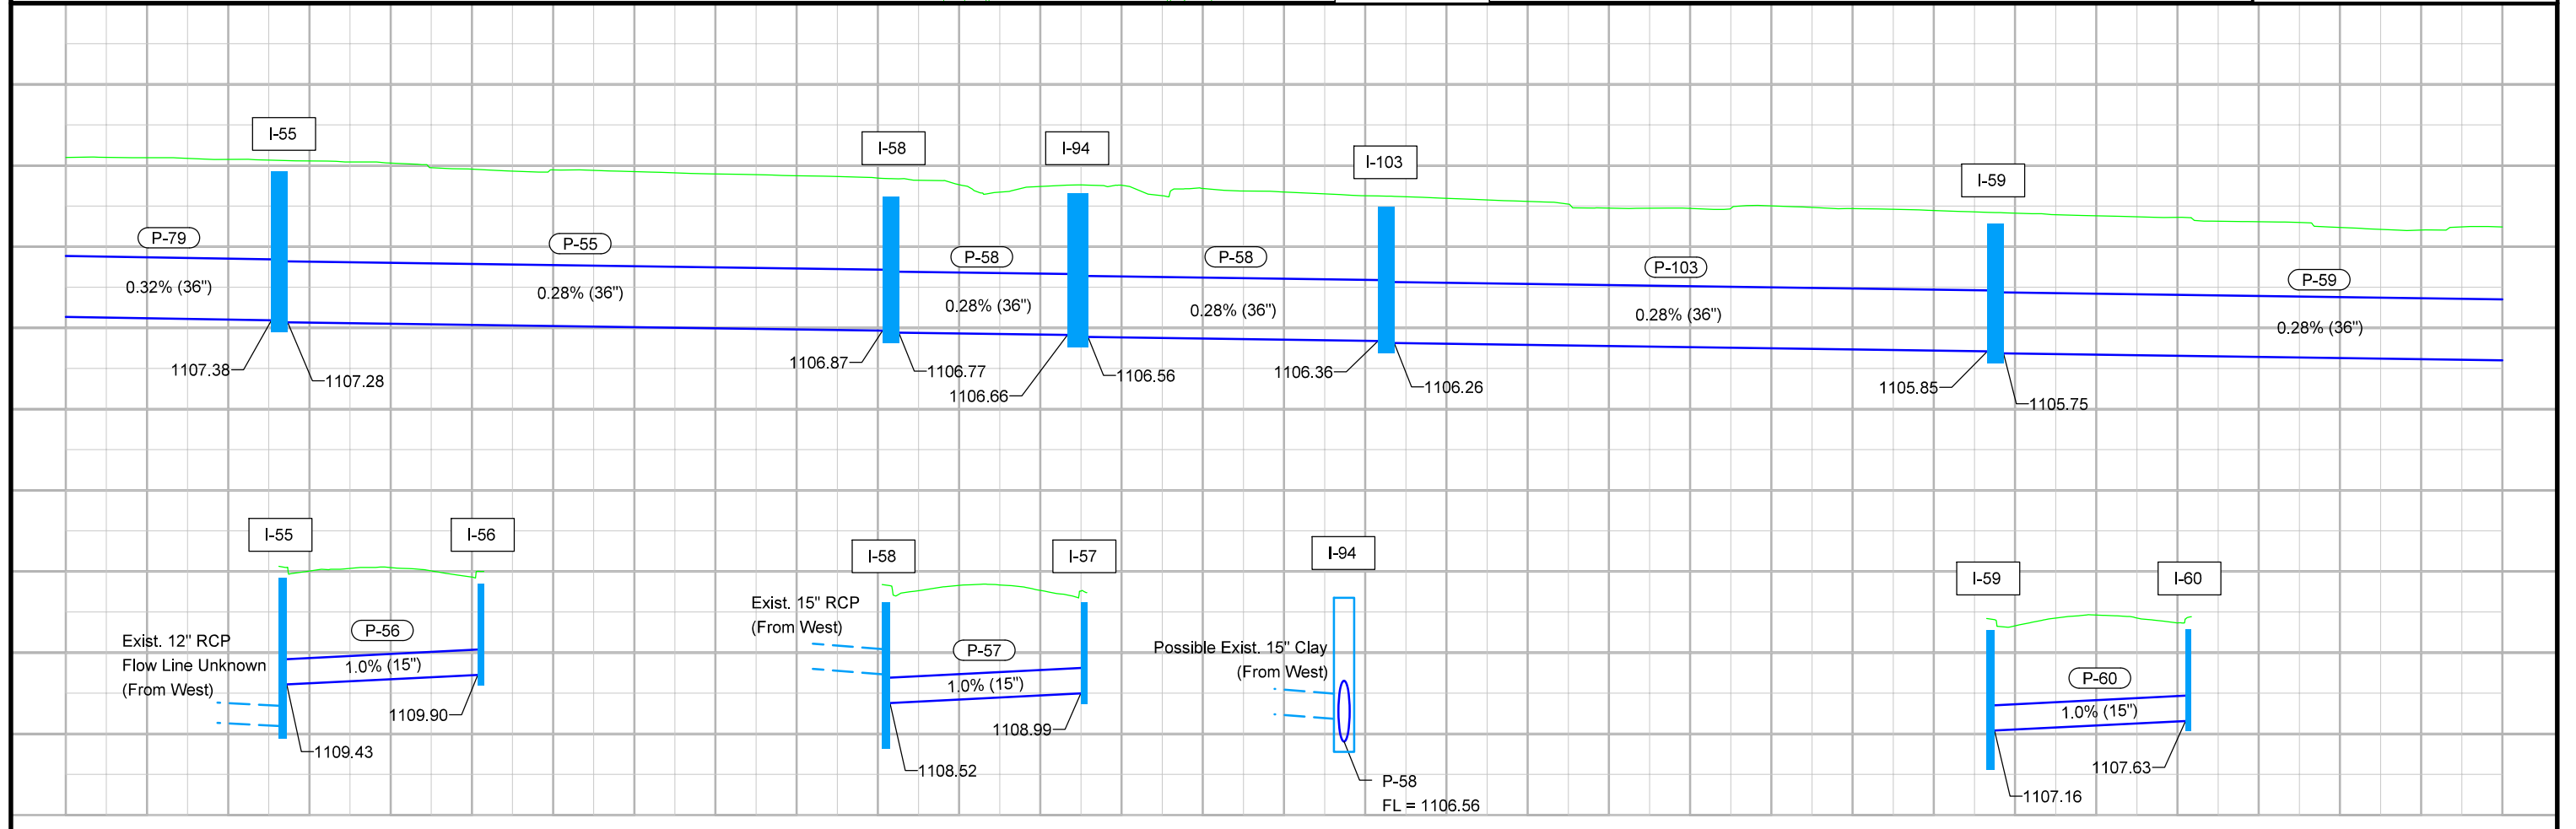 I-55
I-58
I-94
I-103
I-59
P-79
P-55
P-58
P-58
P-103
P-59
0.32% (36")
0.28% (36")
0.28% (36")
0.28% (36")
0.28% (36")
0.28% (36")
1107.38
1107.28
1106.87
1106.77
1106.66
1106.56
1106.36
1106.26
1105.85
1105.75
I-55
I-56
P-56
1.0% (15")
Exist. 12" RCP
Flow Line Unknown
(From West)
1109.90
1109.43
I-58
I-57
Exist. 15" RCP
(From West)
P-57
1.0% (15")
1108.99
1108.52
I-94
Possible Exist. 15" Clay
(From West)
P-58
FL = 1106.56
I-59
I-60
P-60
1.0% (15")
1107.63
1107.16